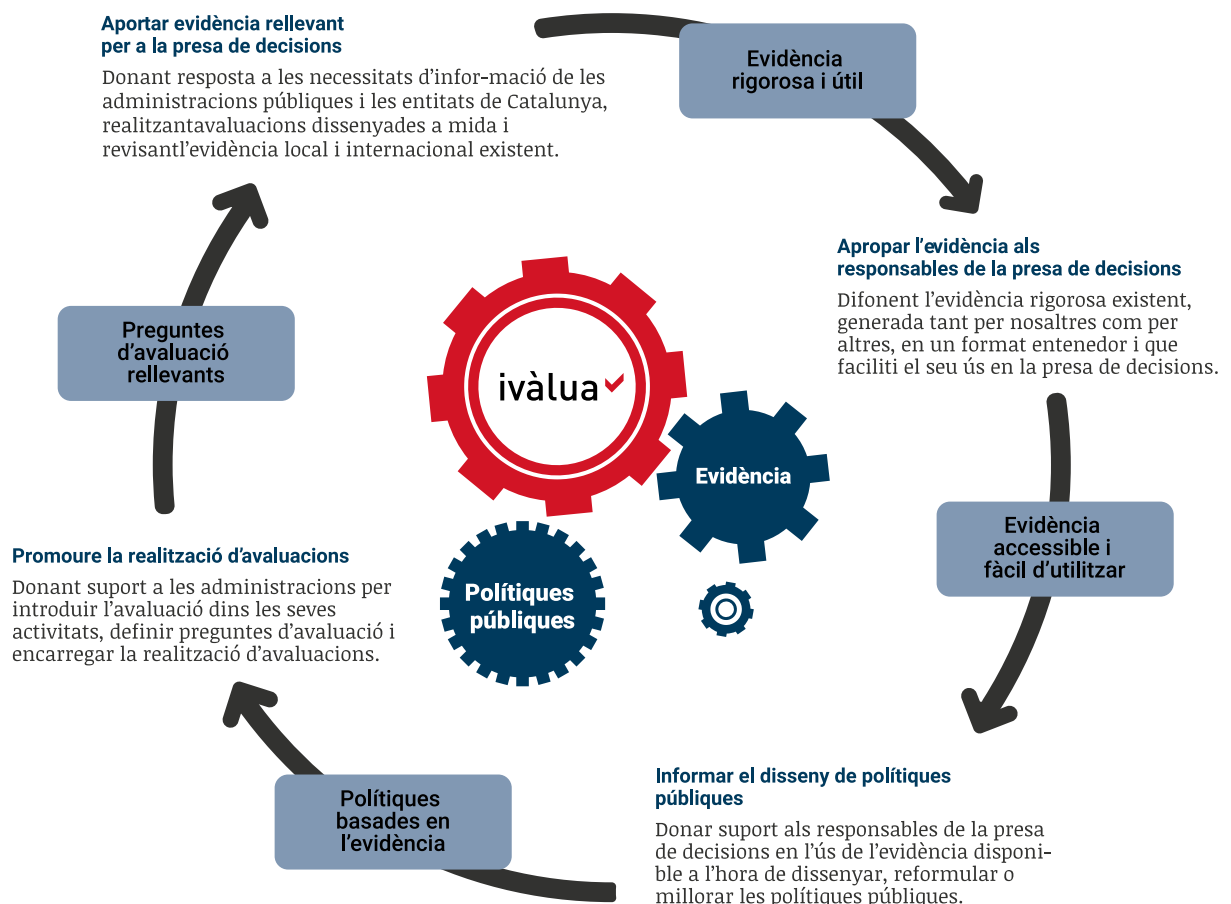 Aportar evidència rellevant
per a la presa de decisions
Donant resposta a les necessitats d’infor-mació de les
administracions públiques i les entitats de Catalunya,
realitzantavaluacions dissenyades a mida i
revisantl’evidència local i internacional existent.
Evidència
rigorosa i útil
Apropar l’evidència als
responsables de la presa de decisions
Difonent l’evidència rigorosa existent,
generada tant per nosaltres com per
altres, en un format entenedor i que
faciliti el seu ús en la presa de decisions.
Evidència
accessible i
fàcil d’utilitzar
Informar el disseny de polítiques
públiques
Donar suport als responsables de la presa
de decisions en l’ús de l’evidència disponi-
ble a l’hora de dissenyar, reformular o
millorar les polítiques públiques.
Polítiques
basades en
l’evidència
Promoure la realització d’avaluacions
Donant suport a les administracions per
introduir l’avaluació dins les seves
activitats, definir preguntes d’avaluació i
encarregar la realització d’avaluacions.
Preguntes
d’avaluació
rellevants
ivàlua
Evidència
Polítiques
públiques